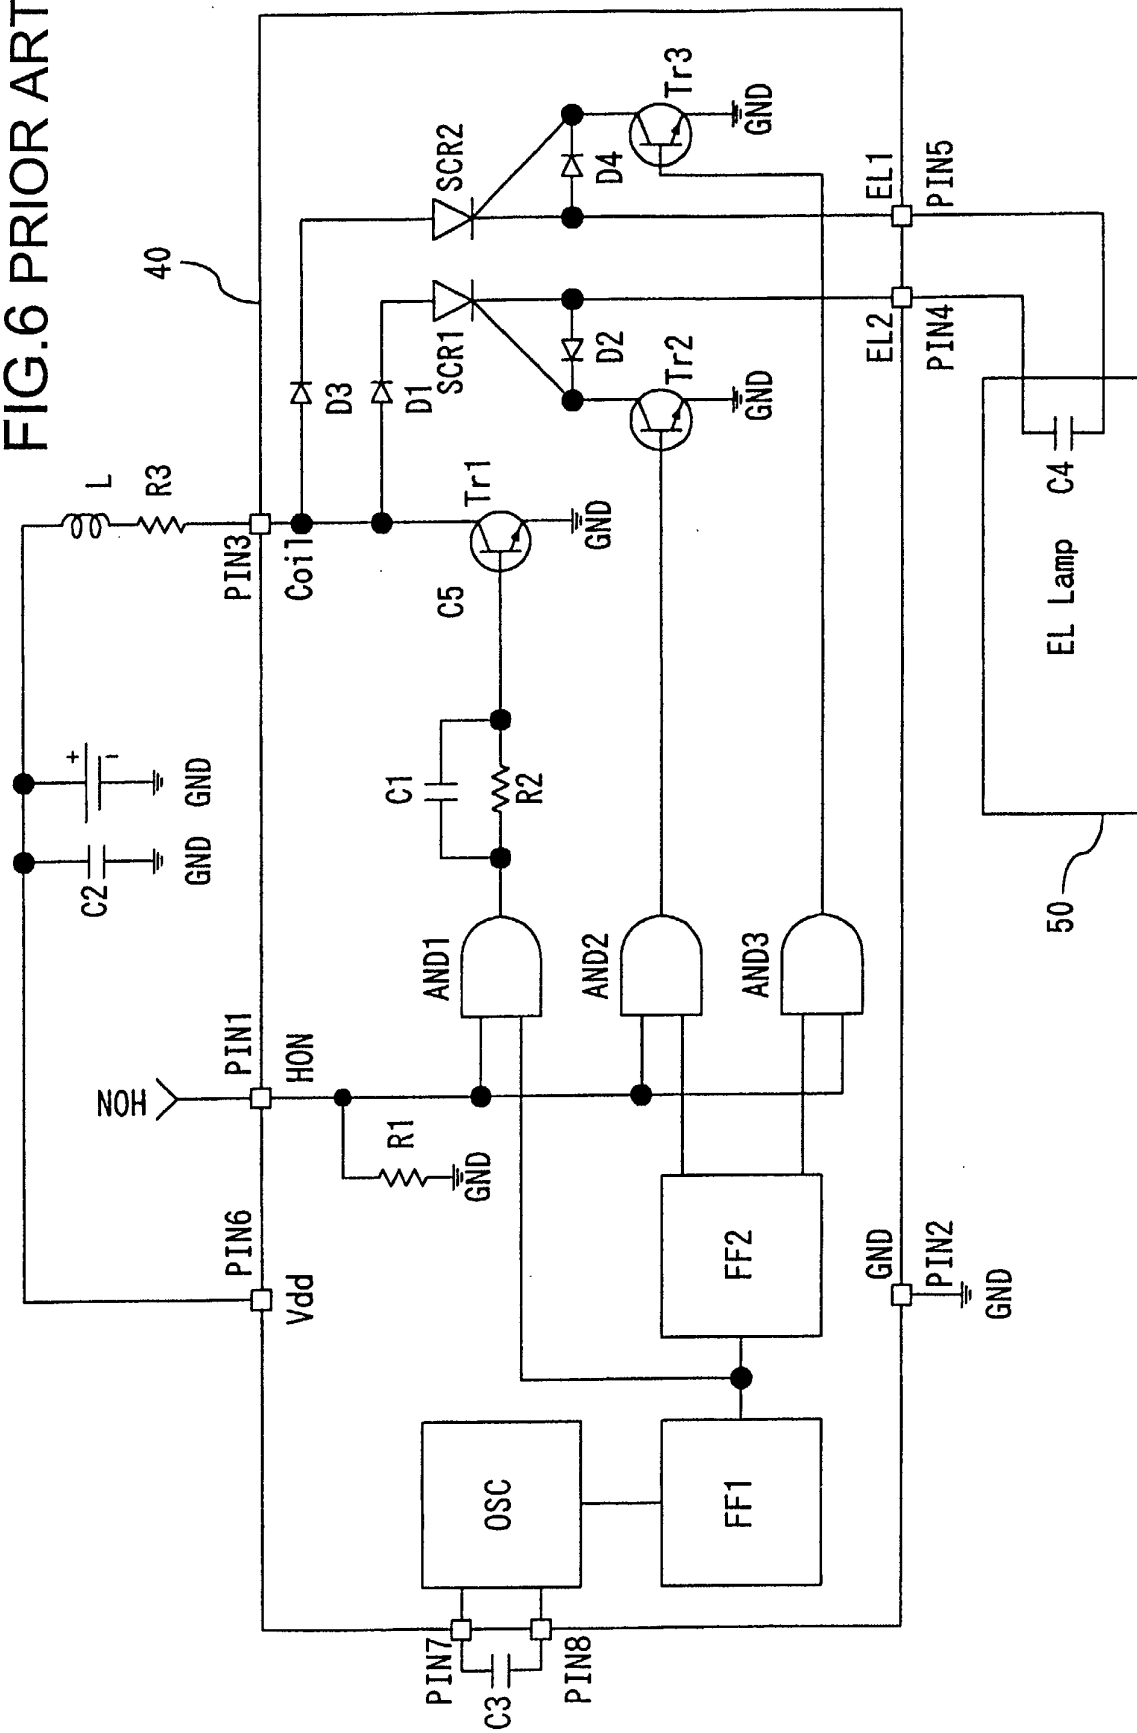 FIG.6 PRIOR ART
40
L
R3
PIN3
Coil
C2
GND
+
-
GND
PIN1
HON
HON
PIN6
Vdd
R1
GND
D3
D1
SCR2
SCR1
D4
D2
Tr3
GND
Tr2
GND
Tr1
GND
C5
C1
R2
AND1
AND2
AND3
OSC
FF1
FF2
PIN7
PIN8
C3
GND
PIN2
GND
EL1
PIN5
EL2
PIN4
C4
EL Lamp
50